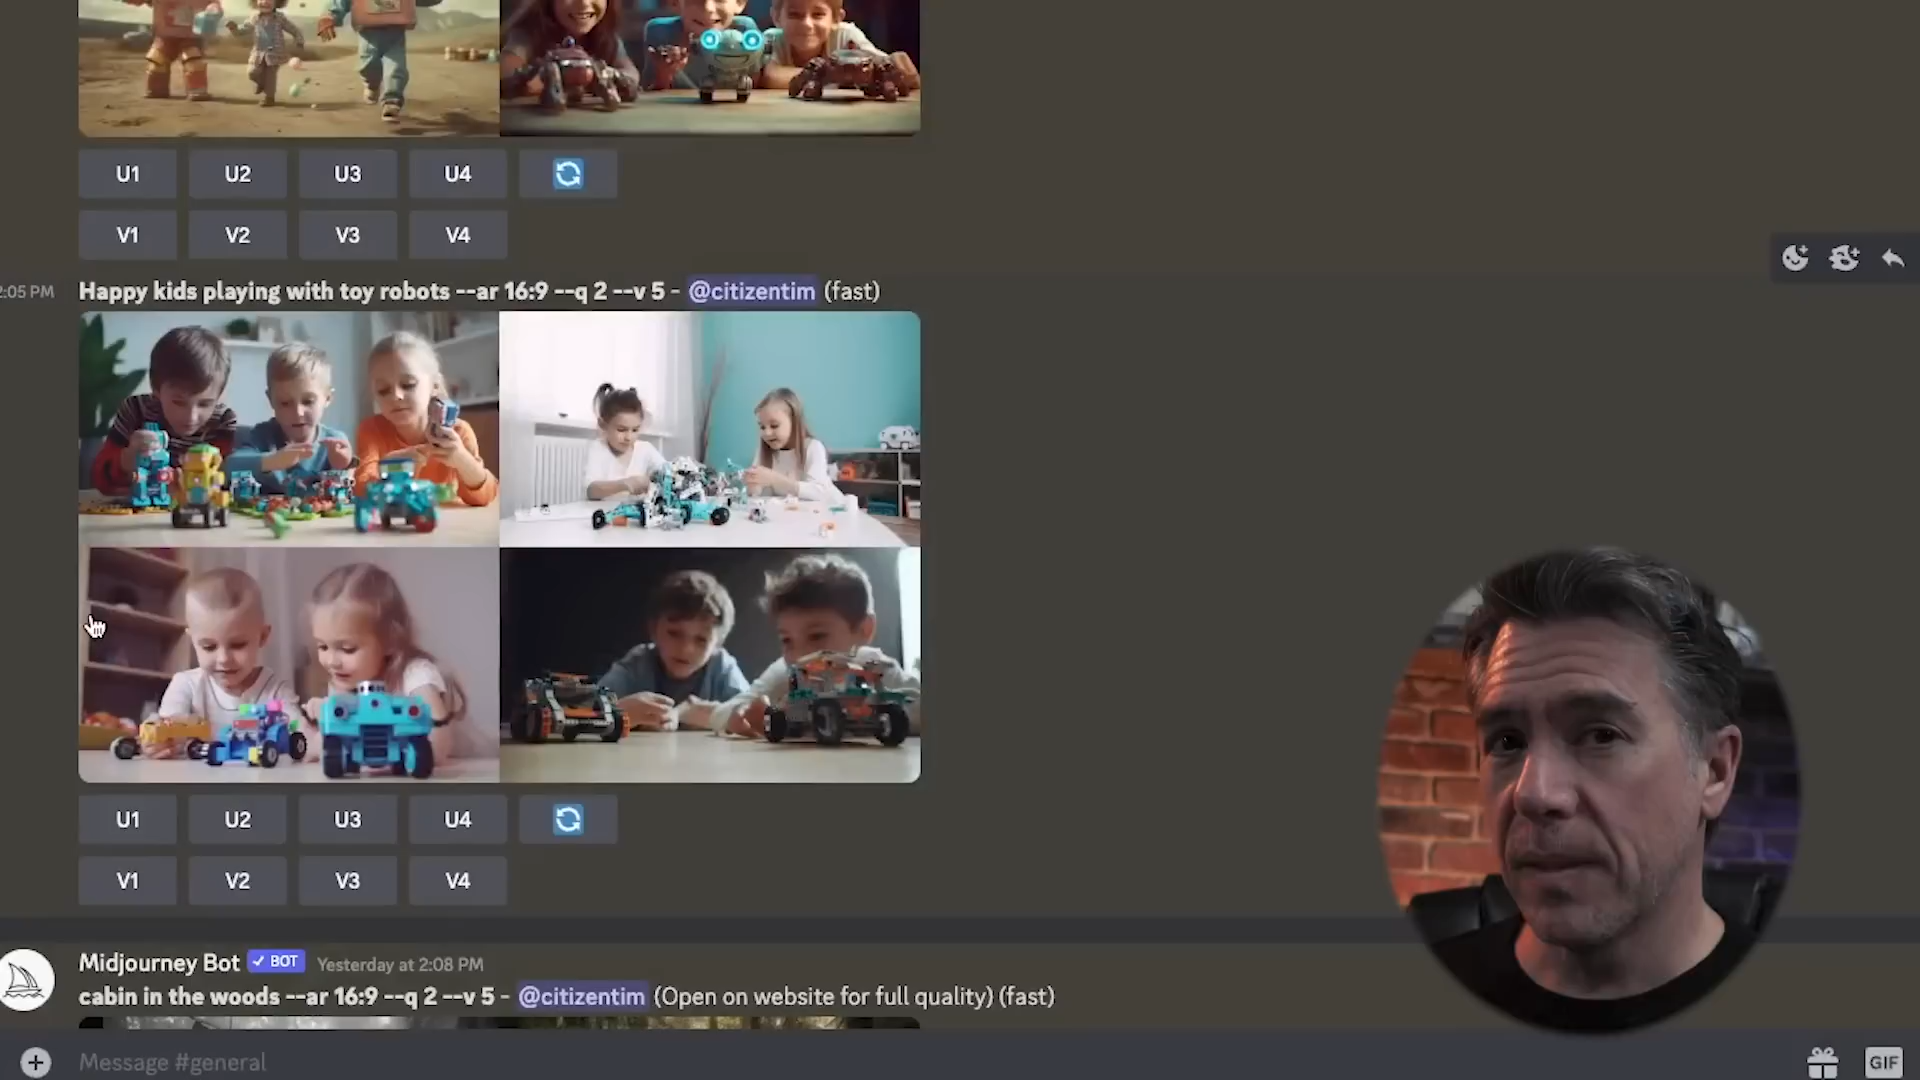 U1 U2 U3 U4
V1 V2 V3 V4
2:05 PM Happy kids playing with toy robots --ar 16:9 --q 2 --v 5 - @citizentim (fast)
U1 U2 U3 U4
V1 V2 V3 V4
Midjourney Bot ✓ BOT Yesterday at 2:08 PM
cabin in the woods --ar 16:9 --q 2 --v 5 - @citizentim (Open on website for full quality) (fast)
Message #general GIF